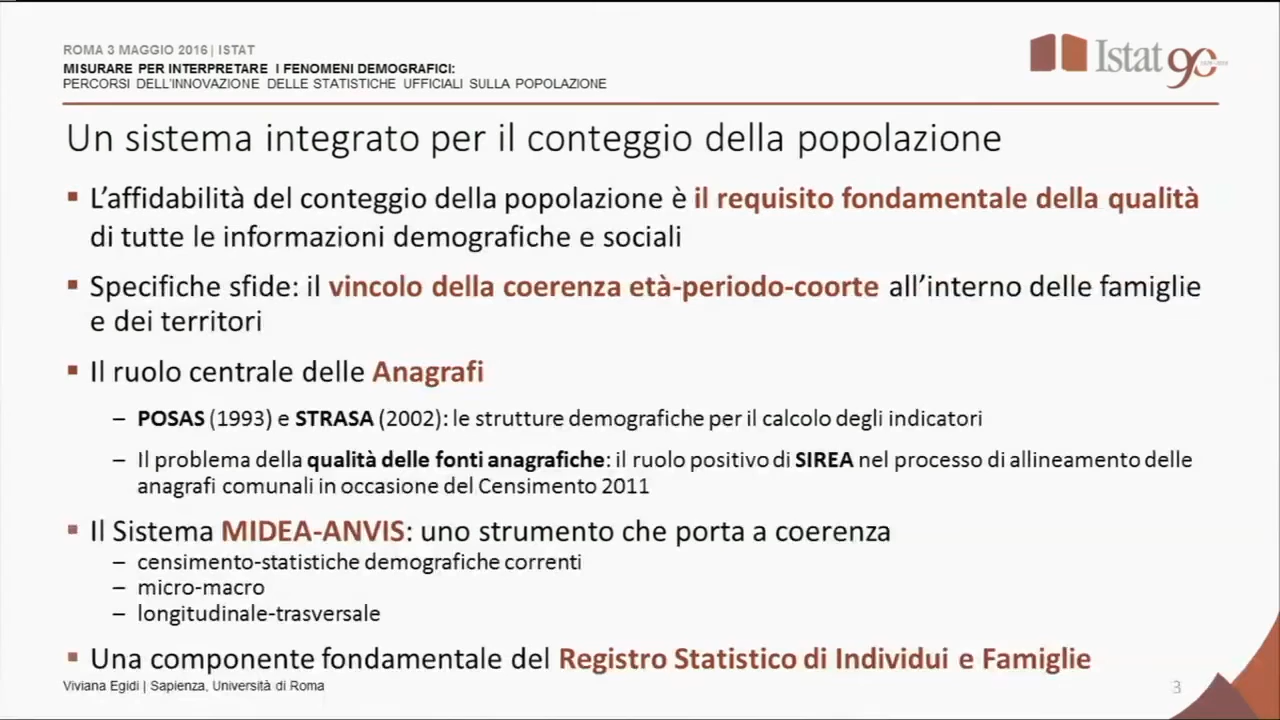 ROMA 3 MAGGIO 2016 | ISTAT
MISURARE PER INTERPRETARE I FENOMENI DEMOGRAFICI:
PERCORSI DELL'INNOVAZIONE DELLE STATISTICHE UFFICIALI SULLA POPOLAZIONE
Istat 90
Un sistema integrato per il conteggio della popolazione
▪ L'affidabilità del conteggio della popolazione è il requisito fondamentale della qualità
di tutte le informazioni demografiche e sociali
▪ Specifiche sfide: il vincolo della coerenza età-periodo-coorte all'interno delle famiglie
e dei territori
▪ Il ruolo centrale delle Anagrafi
– POSAS (1993) e STRASA (2002): le strutture demografiche per il calcolo degli indicatori
– Il problema della qualità delle fonti anagrafiche: il ruolo positivo di SIREA nel processo di allineamento delle
anagrafi comunali in occasione del Censimento 2011
▪ Il Sistema MIDEA-ANVIS: uno strumento che porta a coerenza
– censimento-statistiche demografiche correnti
– micro-macro
– longitudinale-trasversale
▪ Una componente fondamentale del Registro Statistico di Individui e Famiglie
Viviana Egidi | Sapienza, Università di Roma
3